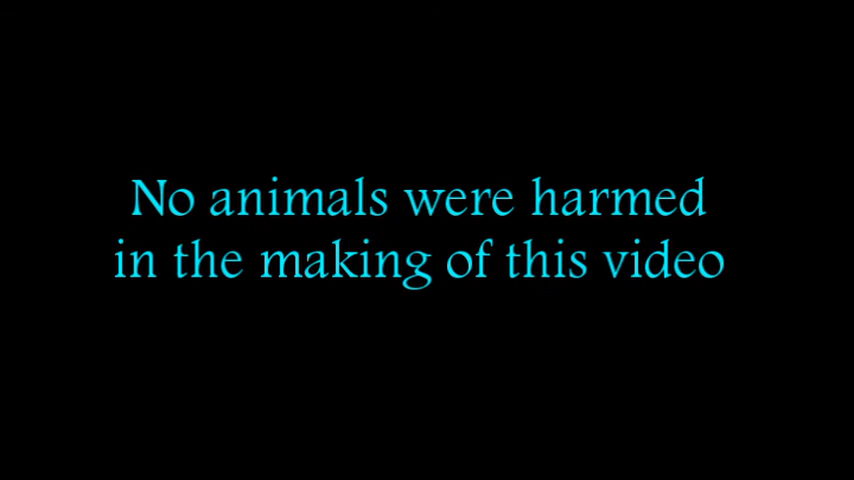 No animals were harmed
in the making of this video